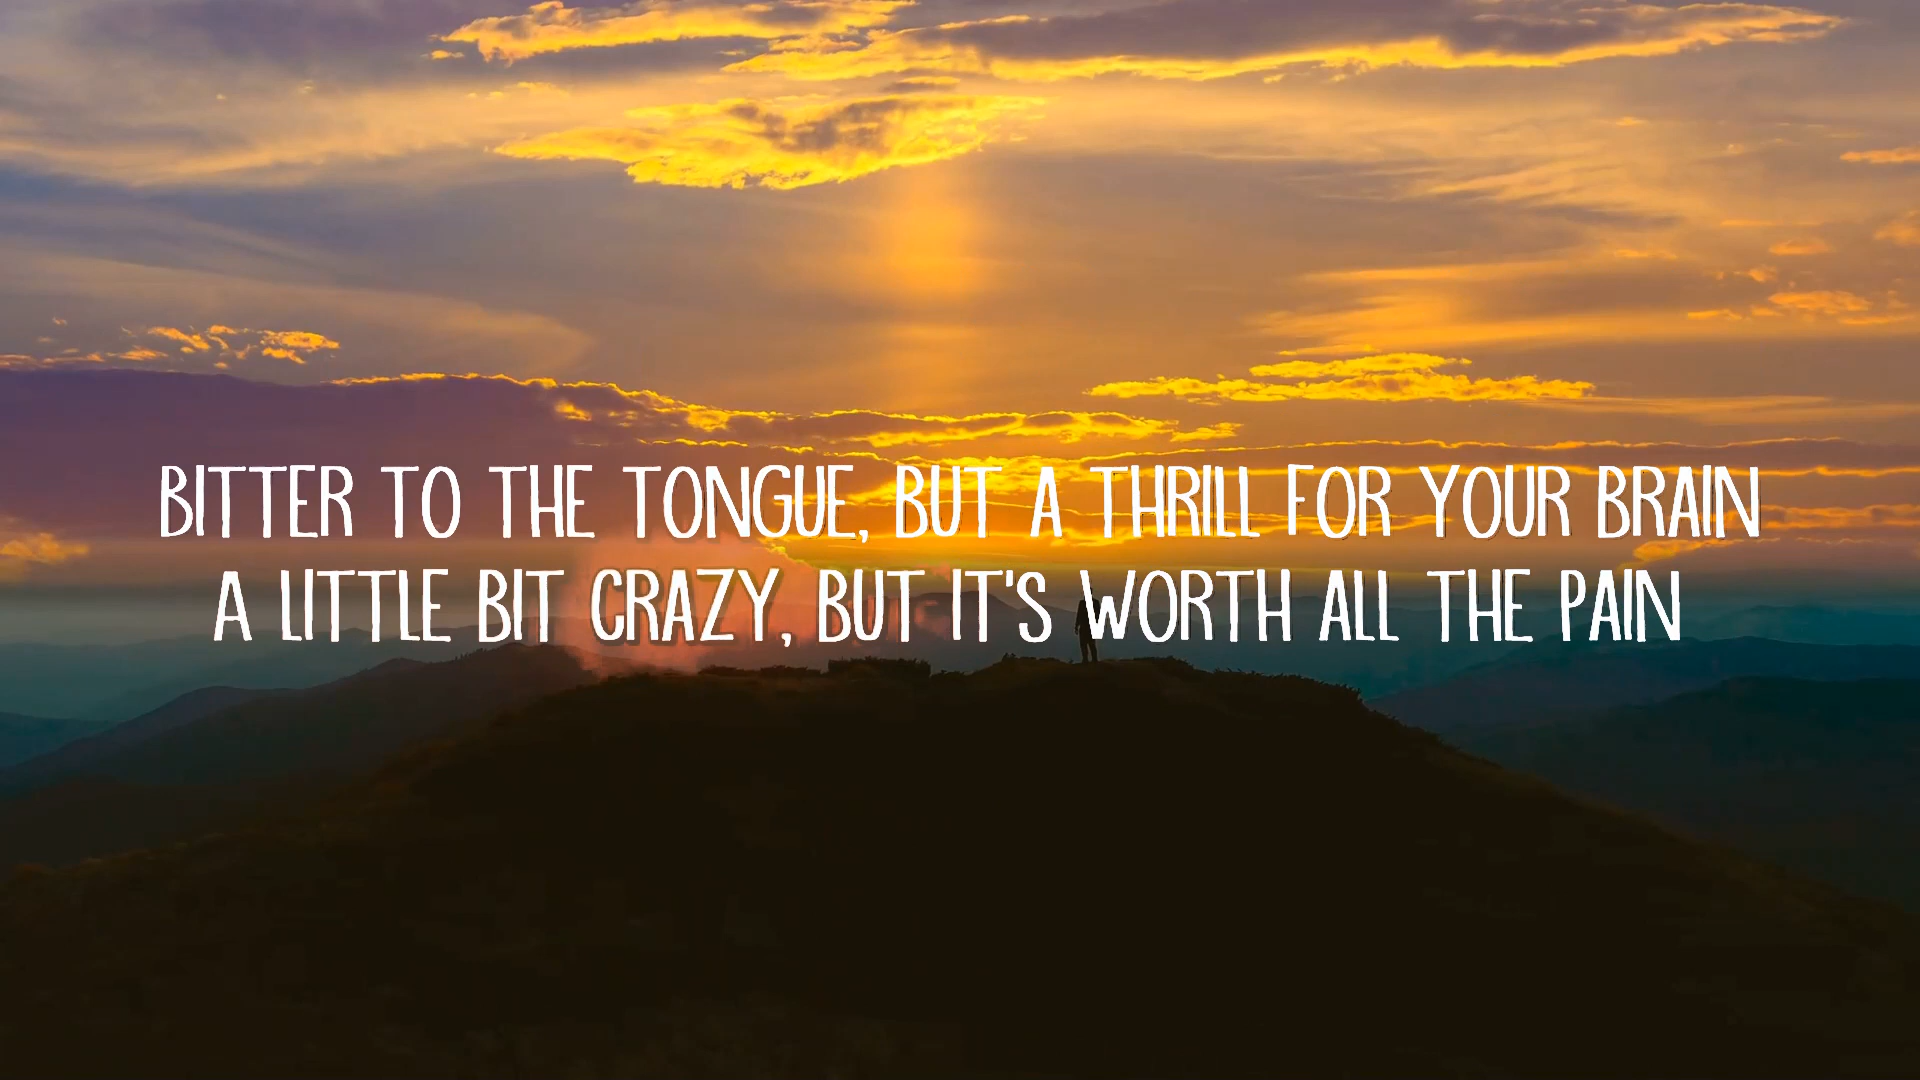 BITTER TO THE TONGUE, BUT A THRILL FOR YOUR BRAIN
A LITTLE BIT CRAZY, BUT IT'S WORTH ALL THE PAIN